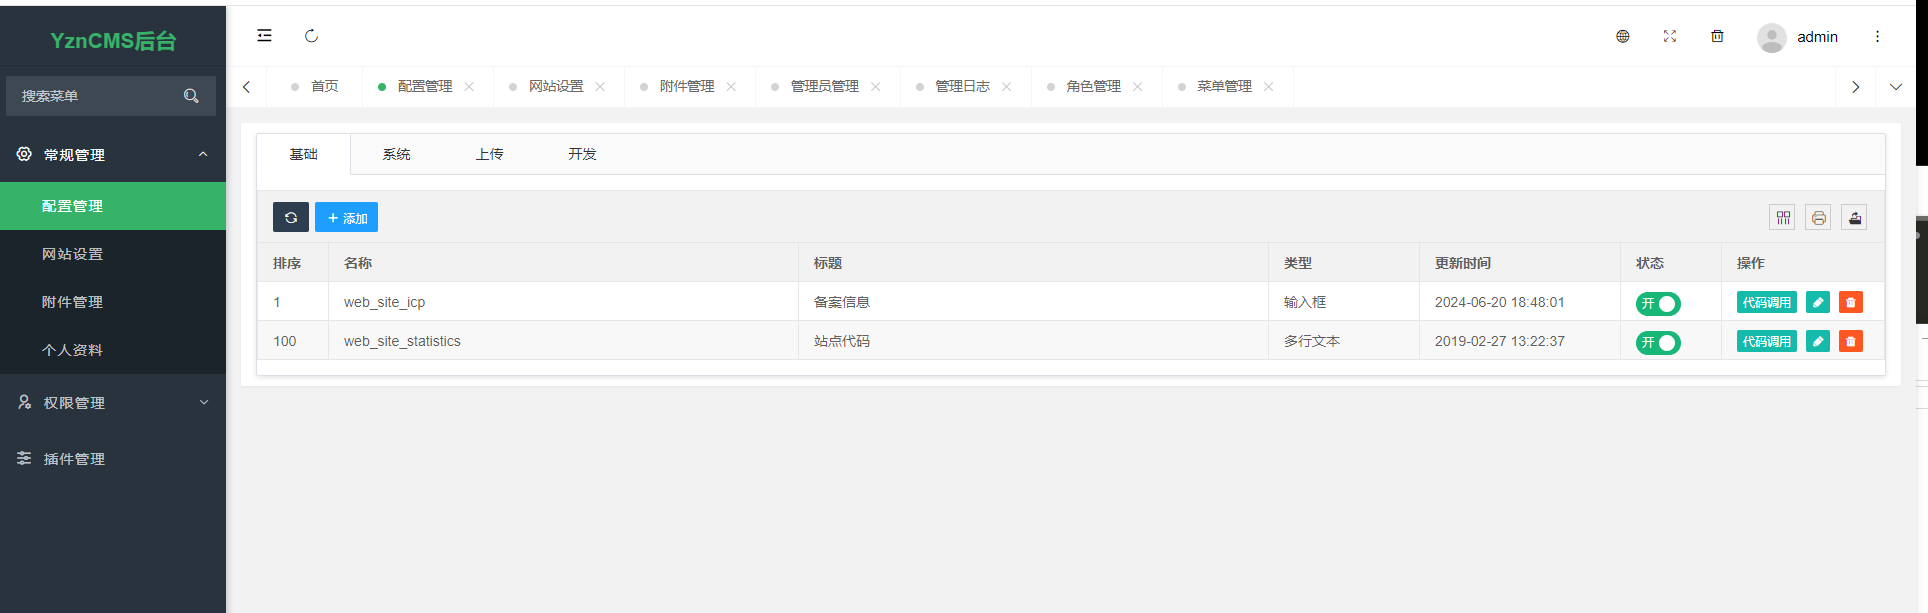 YznCMS后台
搜索菜单
常规管理
配置管理
网站设置
附件管理
个人资料
权限管理
插件管理
admin
首页 配置管理 网站设置 附件管理 管理员管理 管理日志 角色管理 菜单管理
基础 系统 上传 开发
添加
排序 名称 标题 类型 更新时间 状态 操作
1 web_site_icp 备案信息 输入框 2024-06-20 18:48:01 开 代码调用
100 web_site_statistics 站点代码 多行文本 2019-02-27 13:22:37 开 代码调用